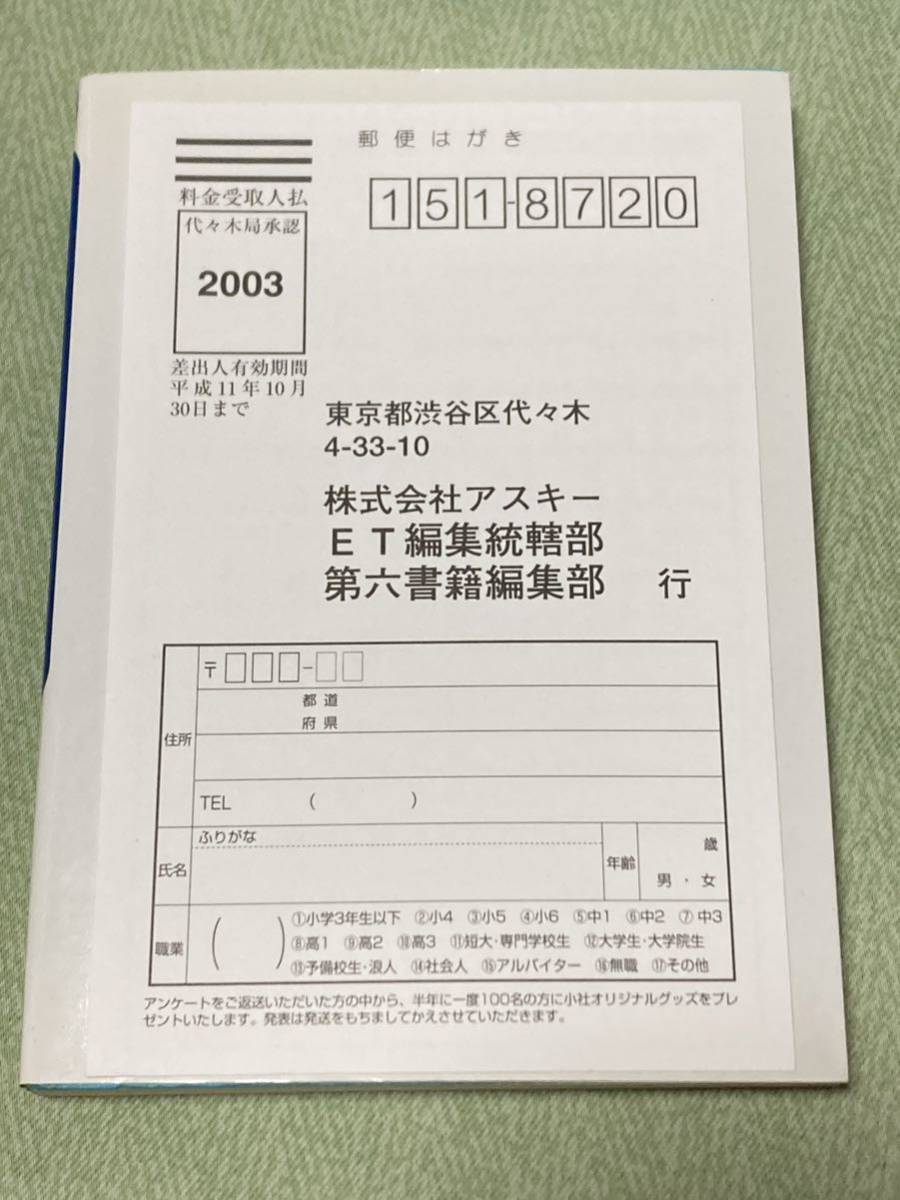 郵便はがき
151-8720
料金受取人払
代々木局承認
2003
差出人有効期間
平成11年10月
30日まで
東京都渋谷区代々木
4-33-10
株式会社アスキー
ＥＴ編集統轄部
第六書籍編集部　行
住所
〒□□□-□□
都道
府県
TEL　　（　　　）
氏名
ふりがな
年齢
歳
男・女
職業
（　　）
①小学3年生以下 ②小4 ③小5 ④小6 ⑤中1 ⑥中2 ⑦中3
⑧高1 ⑨高2 ⑩高3 ⑪短大・専門学校生 ⑫大学生・大学院生
⑬予備校生・浪人 ⑭社会人 ⑮アルバイター ⑯無職 ⑰その他
アンケートをご返送いただいた方の中から、半年に一度100名の方に小社オリジナルグッズをプレ
ゼントいたします。発表は発送をもちましてかえさせていただきます。